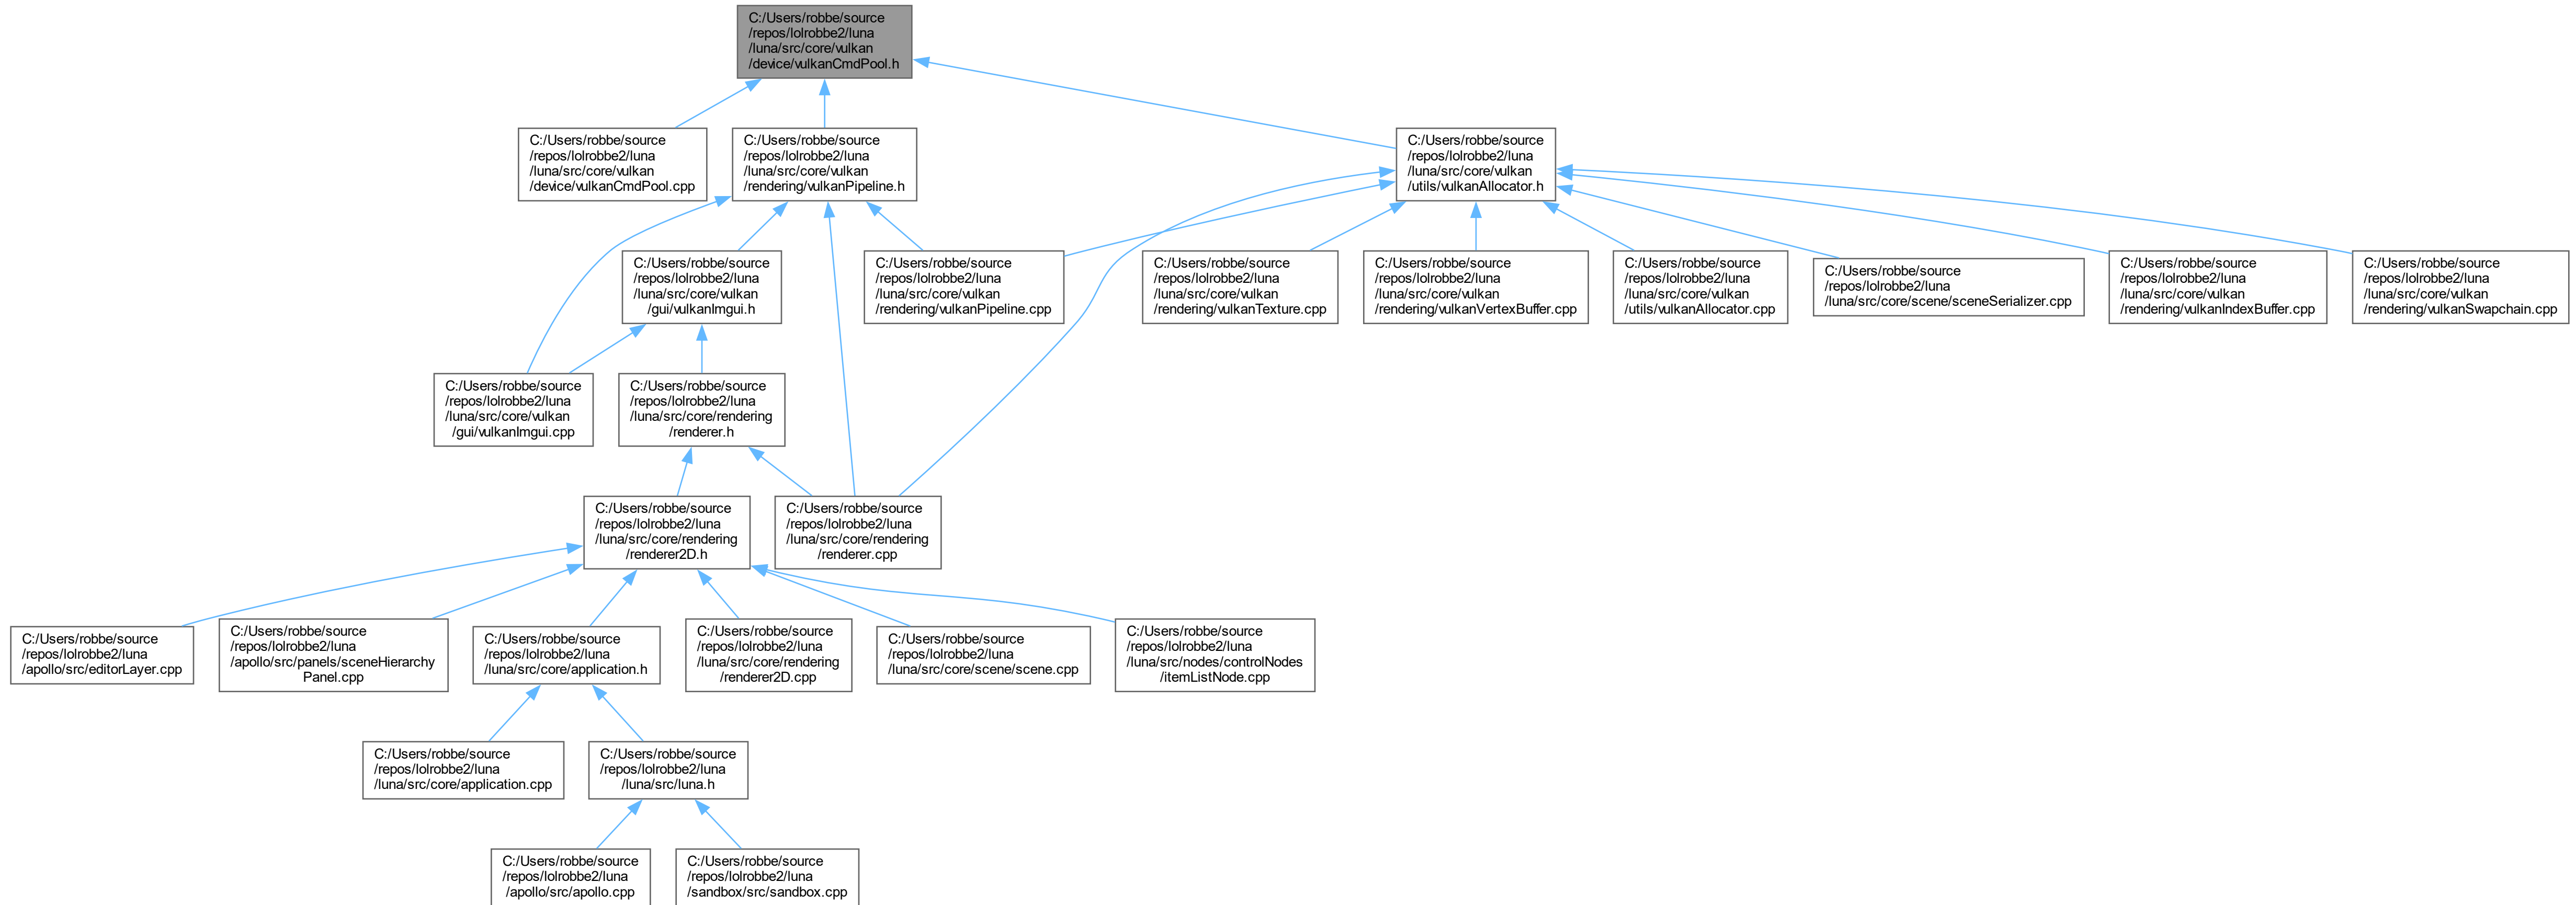 C:/Users/robbe/source
/repos/lolrobbe2/luna
/luna/src/core/vulkan
/device/vulkanCmdPool.h
C:/Users/robbe/source
/repos/lolrobbe2/luna
/luna/src/core/vulkan
/device/vulkanCmdPool.cpp
C:/Users/robbe/source
/repos/lolrobbe2/luna
/luna/src/core/vulkan
/rendering/vulkanPipeline.h
C:/Users/robbe/source
/repos/lolrobbe2/luna
/luna/src/core/vulkan
/utils/vulkanAllocator.h
C:/Users/robbe/source
/repos/lolrobbe2/luna
/luna/src/core/vulkan
/gui/vulkanImgui.h
C:/Users/robbe/source
/repos/lolrobbe2/luna
/luna/src/core/vulkan
/rendering/vulkanPipeline.cpp
C:/Users/robbe/source
/repos/lolrobbe2/luna
/luna/src/core/vulkan
/rendering/vulkanTexture.cpp
C:/Users/robbe/source
/repos/lolrobbe2/luna
/luna/src/core/vulkan
/rendering/vulkanVertexBuffer.cpp
C:/Users/robbe/source
/repos/lolrobbe2/luna
/luna/src/core/vulkan
/utils/vulkanAllocator.cpp
C:/Users/robbe/source
/repos/lolrobbe2/luna
/luna/src/core/scene/sceneSerializer.cpp
C:/Users/robbe/source
/repos/lolrobbe2/luna
/luna/src/core/vulkan
/rendering/vulkanIndexBuffer.cpp
C:/Users/robbe/source
/repos/lolrobbe2/luna
/luna/src/core/vulkan
/rendering/vulkanSwapchain.cpp
C:/Users/robbe/source
/repos/lolrobbe2/luna
/luna/src/core/vulkan
/gui/vulkanImgui.cpp
C:/Users/robbe/source
/repos/lolrobbe2/luna
/luna/src/core/rendering
/renderer.h
C:/Users/robbe/source
/repos/lolrobbe2/luna
/luna/src/core/rendering
/renderer2D.h
C:/Users/robbe/source
/repos/lolrobbe2/luna
/luna/src/core/rendering
/renderer.cpp
C:/Users/robbe/source
/repos/lolrobbe2/luna
/apollo/src/editorLayer.cpp
C:/Users/robbe/source
/repos/lolrobbe2/luna
/apollo/src/panels/sceneHierarchy
Panel.cpp
C:/Users/robbe/source
/repos/lolrobbe2/luna
/luna/src/core/application.h
C:/Users/robbe/source
/repos/lolrobbe2/luna
/luna/src/core/rendering
/renderer2D.cpp
C:/Users/robbe/source
/repos/lolrobbe2/luna
/luna/src/core/scene/scene.cpp
C:/Users/robbe/source
/repos/lolrobbe2/luna
/luna/src/nodes/controlNodes
/itemListNode.cpp
C:/Users/robbe/source
/repos/lolrobbe2/luna
/luna/src/core/application.cpp
C:/Users/robbe/source
/repos/lolrobbe2/luna
/luna/src/luna.h
C:/Users/robbe/source
/repos/lolrobbe2/luna
/apollo/src/apollo.cpp
C:/Users/robbe/source
/repos/lolrobbe2/luna
/sandbox/src/sandbox.cpp